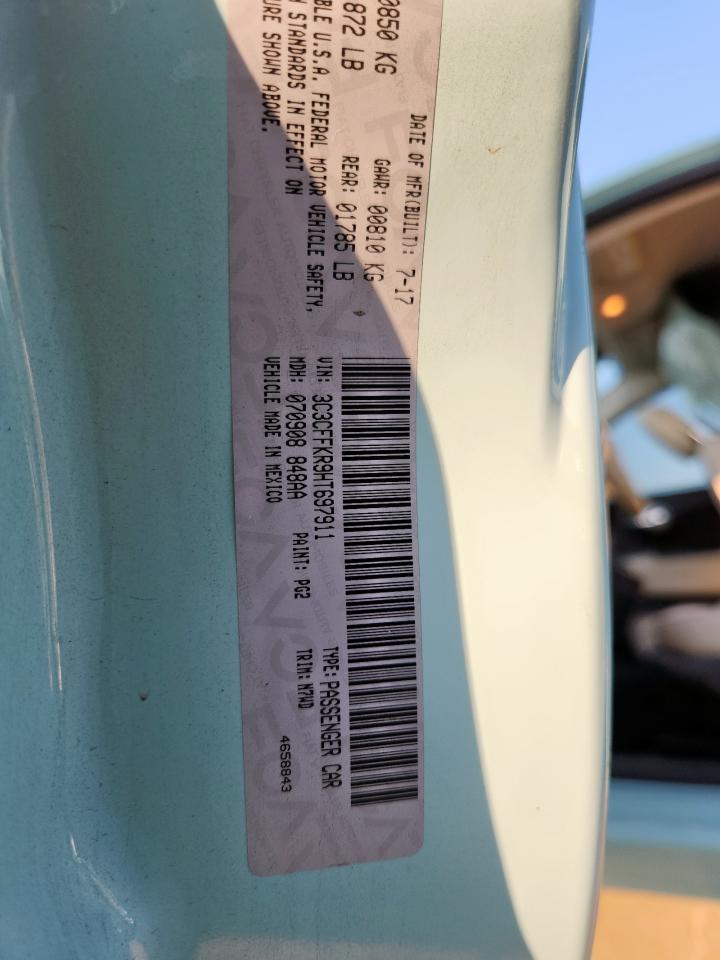 DATE OF MFR(BUILT): 7-17
0850 KG GAWR: 00810 KG
872 LB REAR: 01785 LB
BLE U.S.A. FEDERAL MOTOR VEHICLE SAFETY,
N STANDARDS IN EFFECT ON
URE SHOWN ABOVE.
VIN: 3C3CFFKR9HT697911 TYPE: PASSENGER CAR
MDH: 070908 848AA PAINT: PG2 TRIM: N7WD
VEHICLE MADE IN MEXICO 4658843